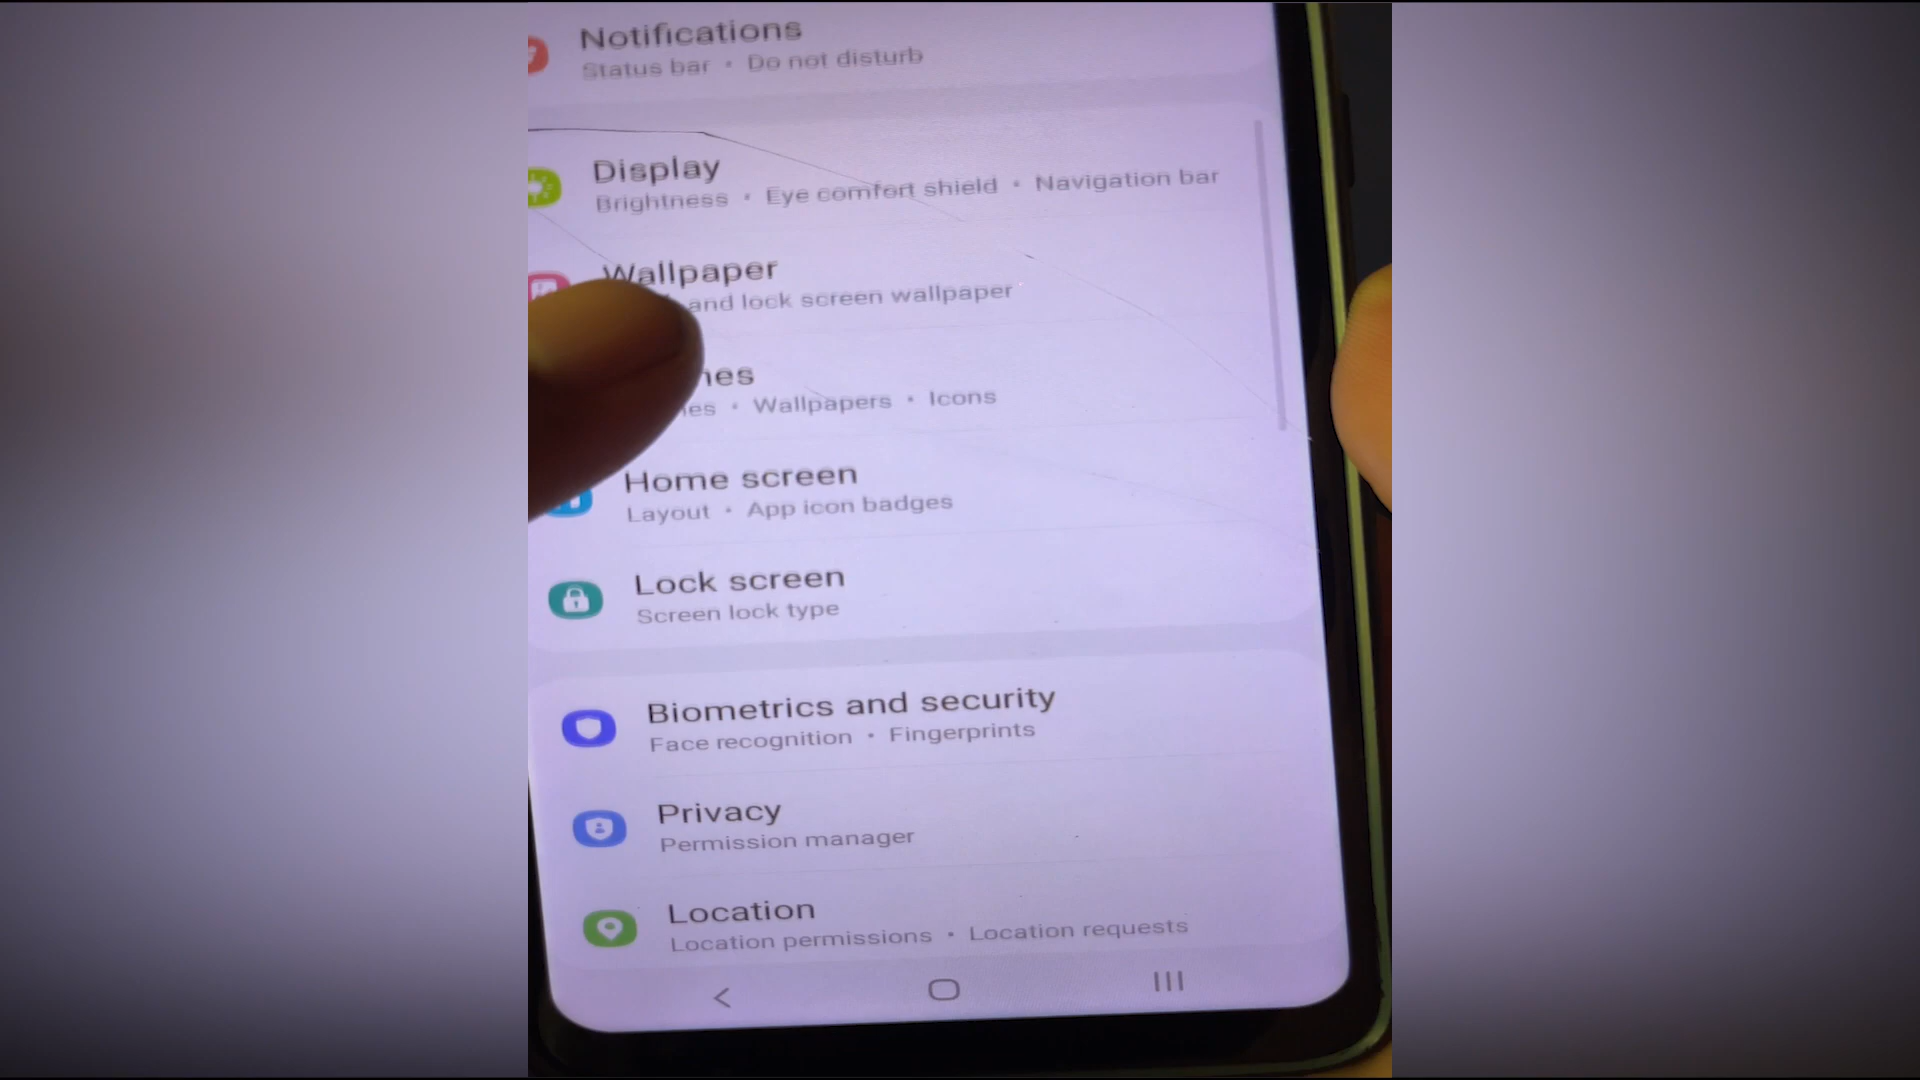 Notifications
Status bar • Do not disturb
Display
Brightness • Eye comfort shield • Navigation bar
Wallpaper
and lock screen wallpaper
Wallpapers • Icons
Home screen
Layout • App icon badges
Lock screen
Screen lock type
Biometrics and security
Face recognition • Fingerprints
Privacy
Permission manager
Location
Location permissions • Location requests